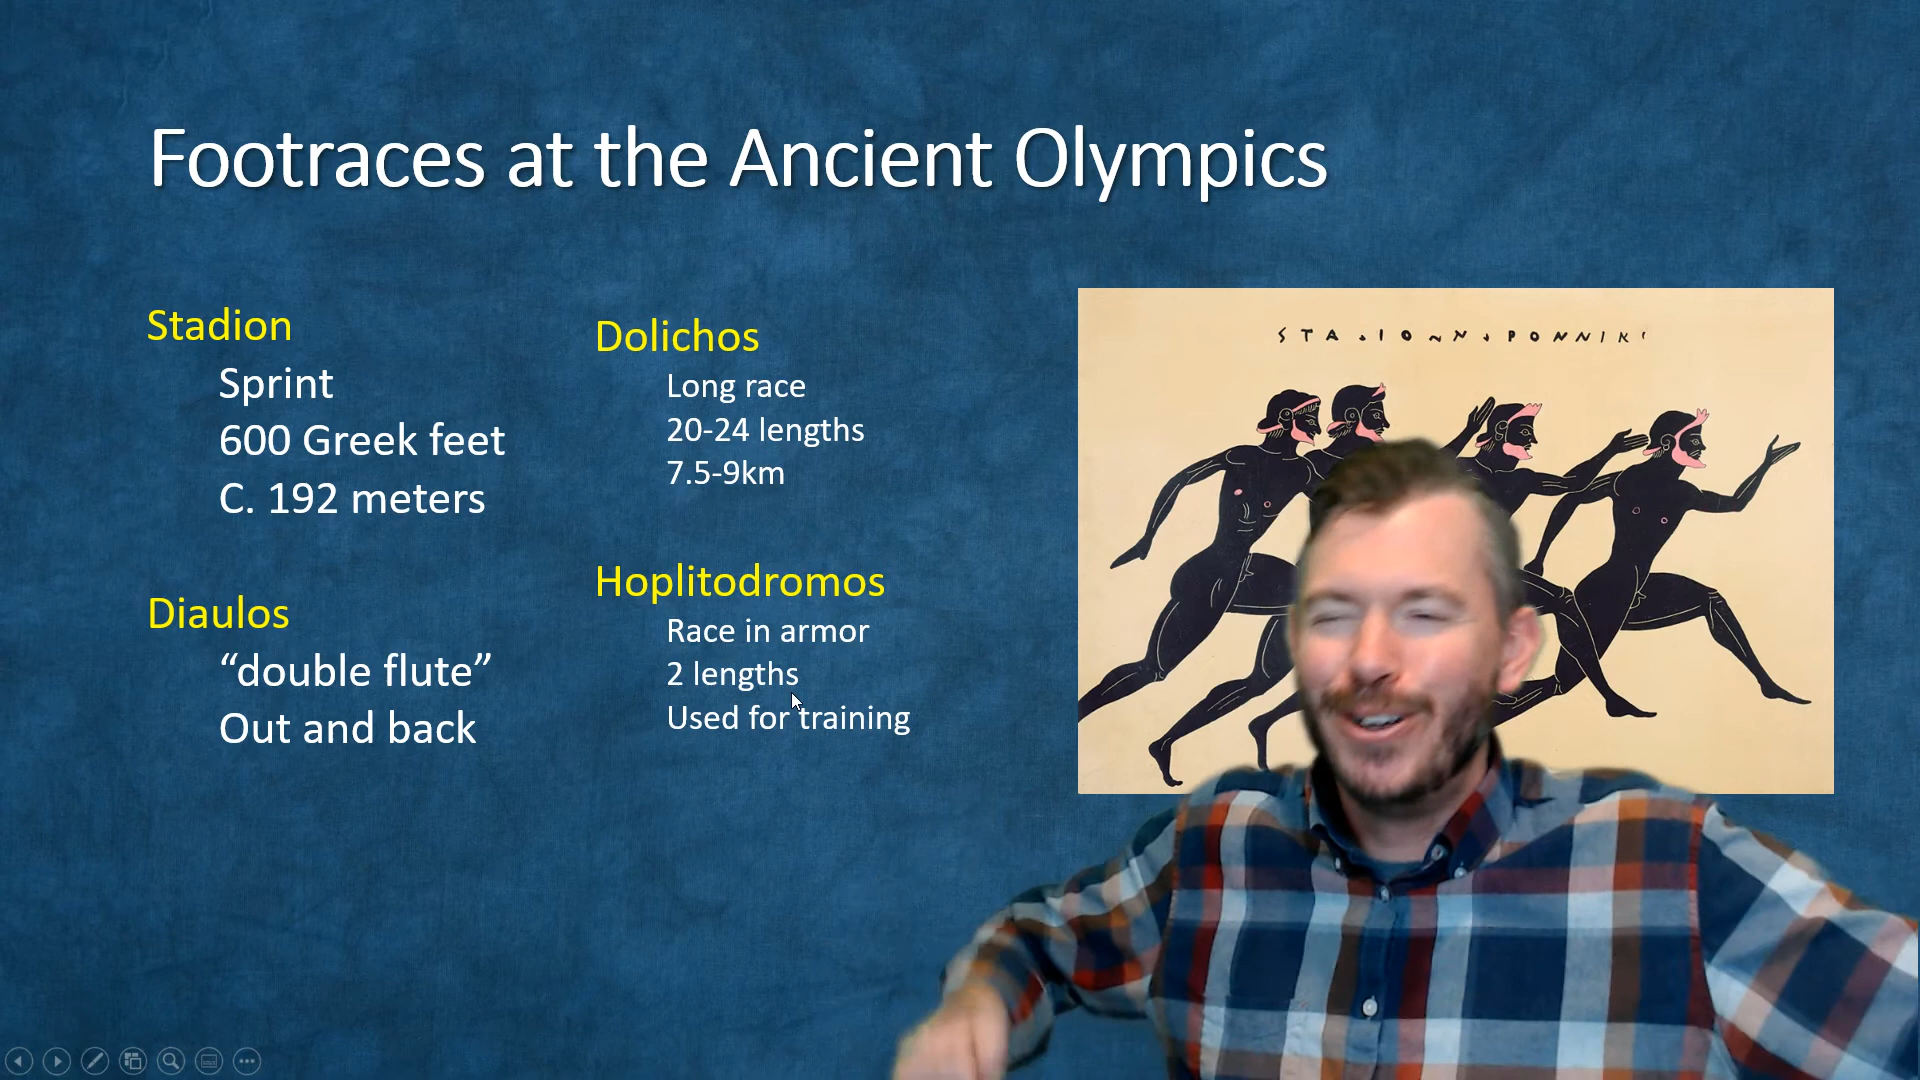 Footraces at the Ancient Olympics
Stadion
Sprint
600 Greek feet
C. 192 meters
Diaulos
“double flute”
Out and back
Dolichos
Long race
20-24 lengths
7.5-9km
Hoplitodromos
Race in armor
2 lengths
Used for training